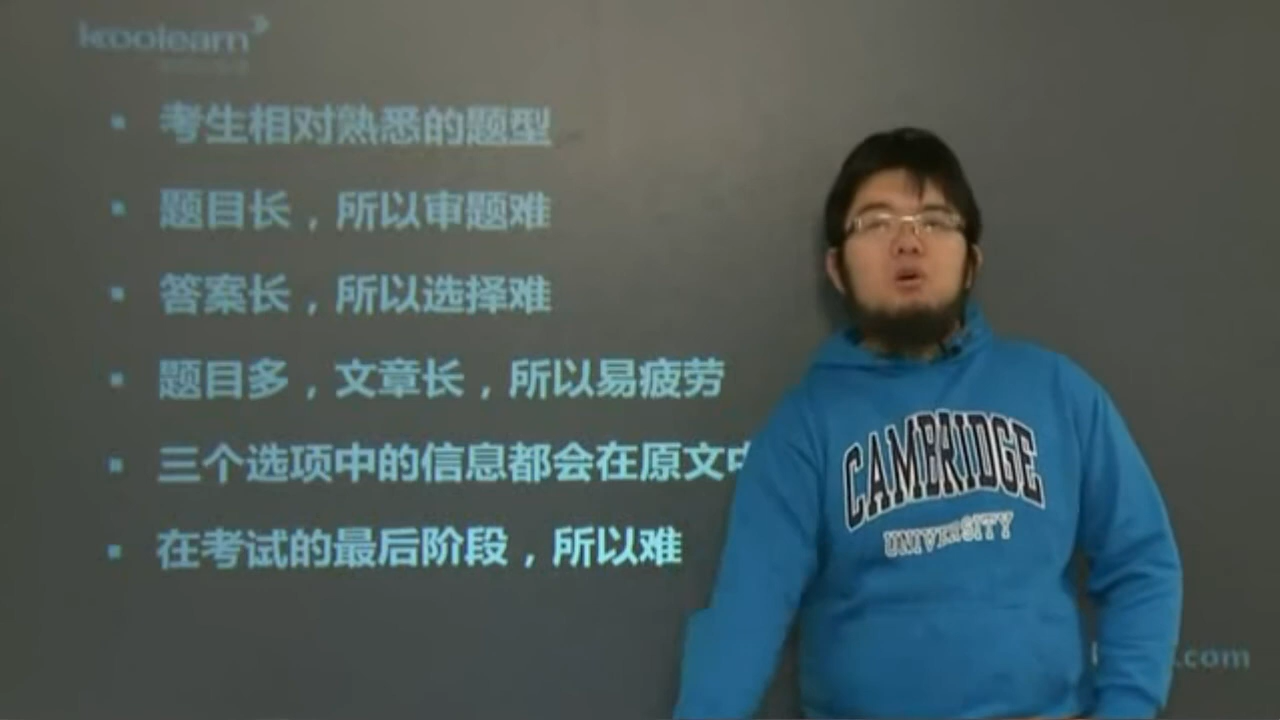 koolearn
考生相对熟悉的题型
题目长，所以审题难
答案长，所以选择难
题目多，文章长，所以易疲劳
三个选项中的信息都会在原文中
在考试的最后阶段，所以难
CAMBRIDGE
UNIVERSITY
.com